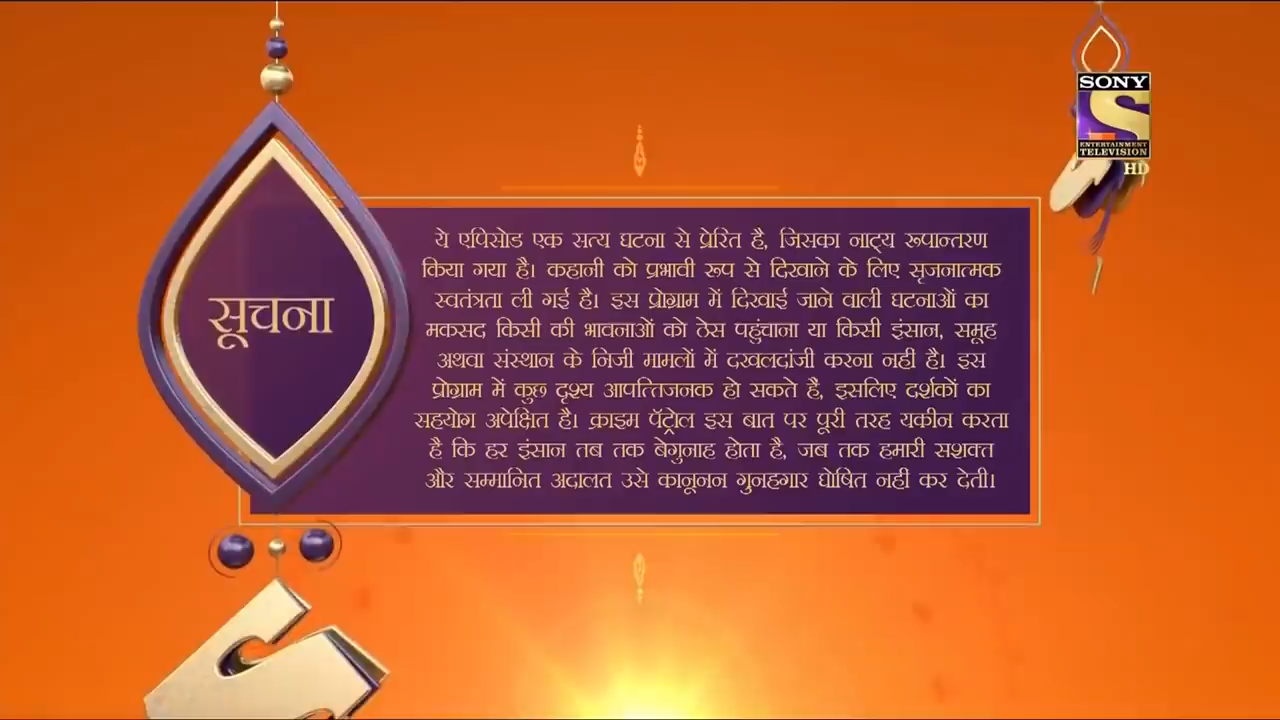 SONY
ENTERTAINMENT
TELEVISION
HD
सूचना
ये एपिसोड एक सत्य घटना से प्रेरित है, जिसका नाट्य रूपान्तरण
किया गया है। कहानी को प्रभावी रूप से दिखाने के लिए सृजनात्मक
स्वतंत्रता ली गई है। इस प्रोग्राम में दिखाई जाने वाली घटनाओं का
मकसद किसी की भावनाओं को ठेस पहुंचाना या किसी इंसान, समूह
अथवा संस्थान के निजी मामलों में दखलदांजी करना नहीं है। इस
प्रोग्राम में कुछ दृश्य आपत्तिजनक हो सकते है, इसलिए दर्शकों का
सहयोग अपेक्षित है। क्राइम पॅट्रोल इस बात पर पूरी तरह यकीन करता
है कि हर इंसान तब तक बेगुनाह होता है, जब तक हमारी सशक्त
और सम्मानित अदालत उसे कानूनन गुनहगार घोषित नहीं कर देती।